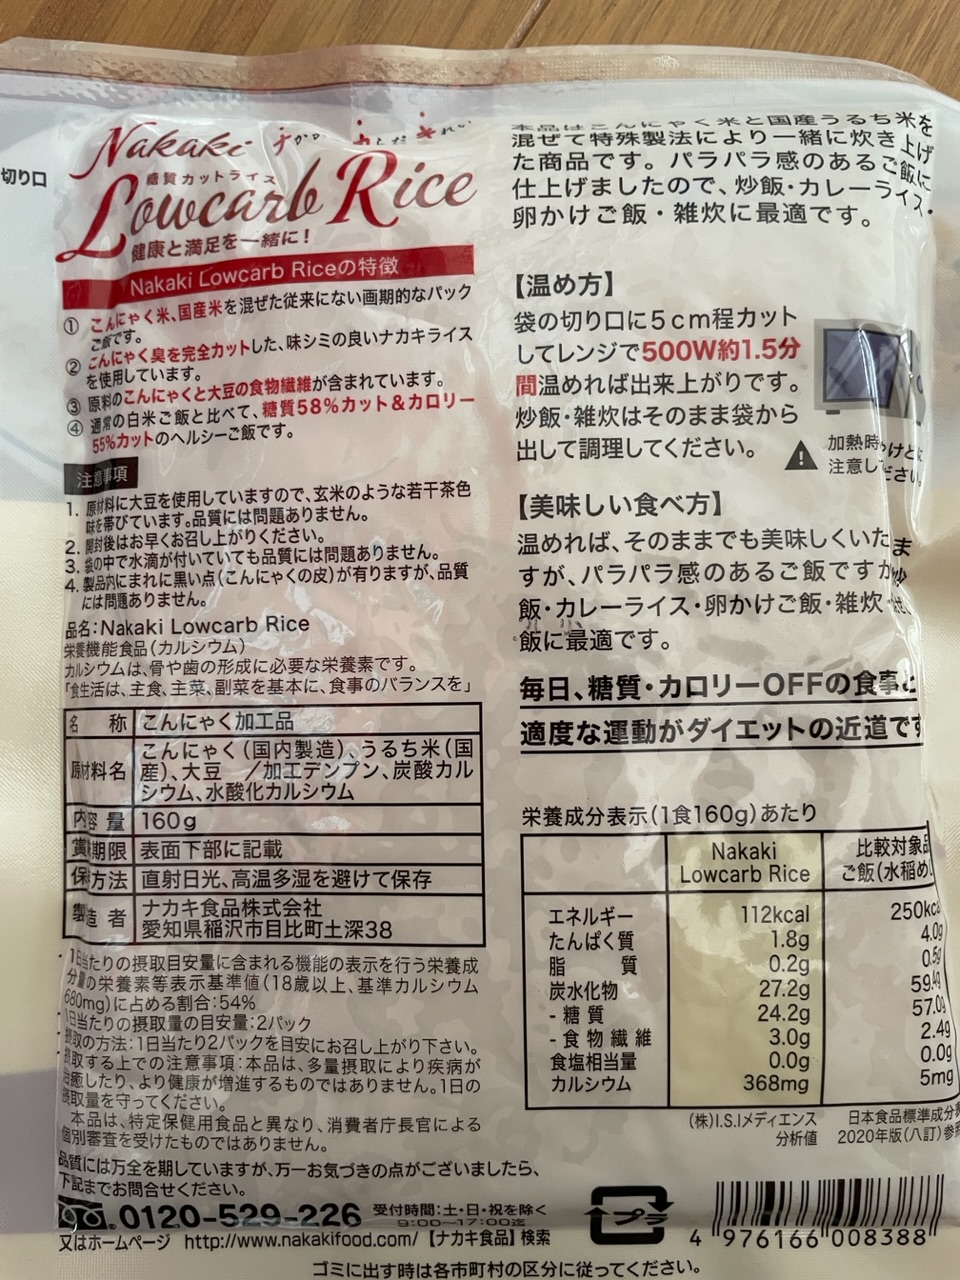 切り口
Nakaki
糖質カットライス
Lowcarb Rice
健康と満足を一緒に!
Nakaki Lowcarb Riceの特徴
① こんにゃく米、国産米を混ぜた従来にない画期的なパック
ご飯です。
② こんにゃく臭を完全カットした、味シミの良いナカキライス
を使用しています。
③ 原料のこんにゃくと大豆の食物繊維が含まれています。
④ 通常の白米ご飯と比べて、糖質58%カット&カロリー
55%カットのヘルシーご飯です。
注意事項
1. 原材料に大豆を使用していますので、玄米のような若干茶色
味を帯びています。品質には問題ありません。
2. 開封後はお早くお召し上がりください。
3. 袋の中で水滴が付いていても品質には問題ありません。
4. 製品内にまれに黒い点(こんにゃくの皮)が有りますが、品質
には問題ありません。
品名:Nakaki Lowcarb Rice
栄養機能食品(カルシウム)
カルシウムは、骨や歯の形成に必要な栄養素です。
「食生活は、主食、主菜、副菜を基本に、食事のバランスを」
名 称 こんにゃく加工品
原材料名 こんにゃく(国内製造)、うるち米(国
産)、大豆 /加工デンプン、炭酸カル
シウム、水酸化カルシウム
内容量 160g
賞味期限 表面下部に記載
保存方法 直射日光、高温多湿を避けて保存
製造者 ナカキ食品株式会社
愛知県稲沢市目比町土深38
1日当たりの摂取目安量に含まれる機能の表示を行う栄養成
分量の栄養素等表示基準値(18歳以上、基準カルシウム
680mg)に占める割合:54%
1日当たりの摂取量の目安量:2パック
摂取の方法:1日当たり2パックを目安にお召し上がり下さい。
摂取する上での注意事項:本品は、多量摂取により疾病が
治癒したり、より健康が増進するものではありません。1日の
摂取量を守ってください。
本品は、特定保健用食品と異なり、消費者庁長官による
個別審査を受けたものではありません。
品質には万全を期していますが、万一お気づきの点がございましたら、
下記までお問合せください。
0120-529-226 受付時間:土・日・祝を除く
9:00~17:00迄
又はホームページ http://www.nakakifood.com/【ナカキ食品】検索
本品はこんにゃく米と国産うるち米を
混ぜて特殊製法により一緒に炊き上げ
た商品です。パラパラ感のあるご飯に
仕上げましたので、炒飯・カレーライス・
卵かけご飯・雑炊に最適です。
【温め方】
袋の切り口に5cm程カット
してレンジで500W約1.5分
間温めれば出来上がりです。
炒飯・雑炊はそのまま袋から
出して調理してください。
加熱時やけどに
注意してください
【美味しい食べ方】
温めれば、そのままでも美味しくいただけま
すが、パラパラ感のあるご飯ですが、炒
飯・カレーライス・卵かけご飯・雑炊
飯に最適です。
毎日、糖質・カロリーOFFの食事と
適度な運動がダイエットの近道です
栄養成分表示(1食160g)あたり
Nakaki Lowcarb Rice 比較対象品 ご飯(水稲め
エネルギー 112kcal 250kcal
たんぱく質 1.8g 4.0g
脂 質 0.2g 0.5g
炭水化物 27.2g 59.4g
- 糖 質 24.2g 57.0g
- 食物繊維 3.0g 2.4g
食塩相当量 0.0g 0.0g
カルシウム 368mg 5mg
(株)I.S.Iメディエンス 日本食品標準成分表
分析値 2020年版(八訂)参照
プラ
4 976166 008388
ゴミに出す時は各市町村の区分に従ってください。